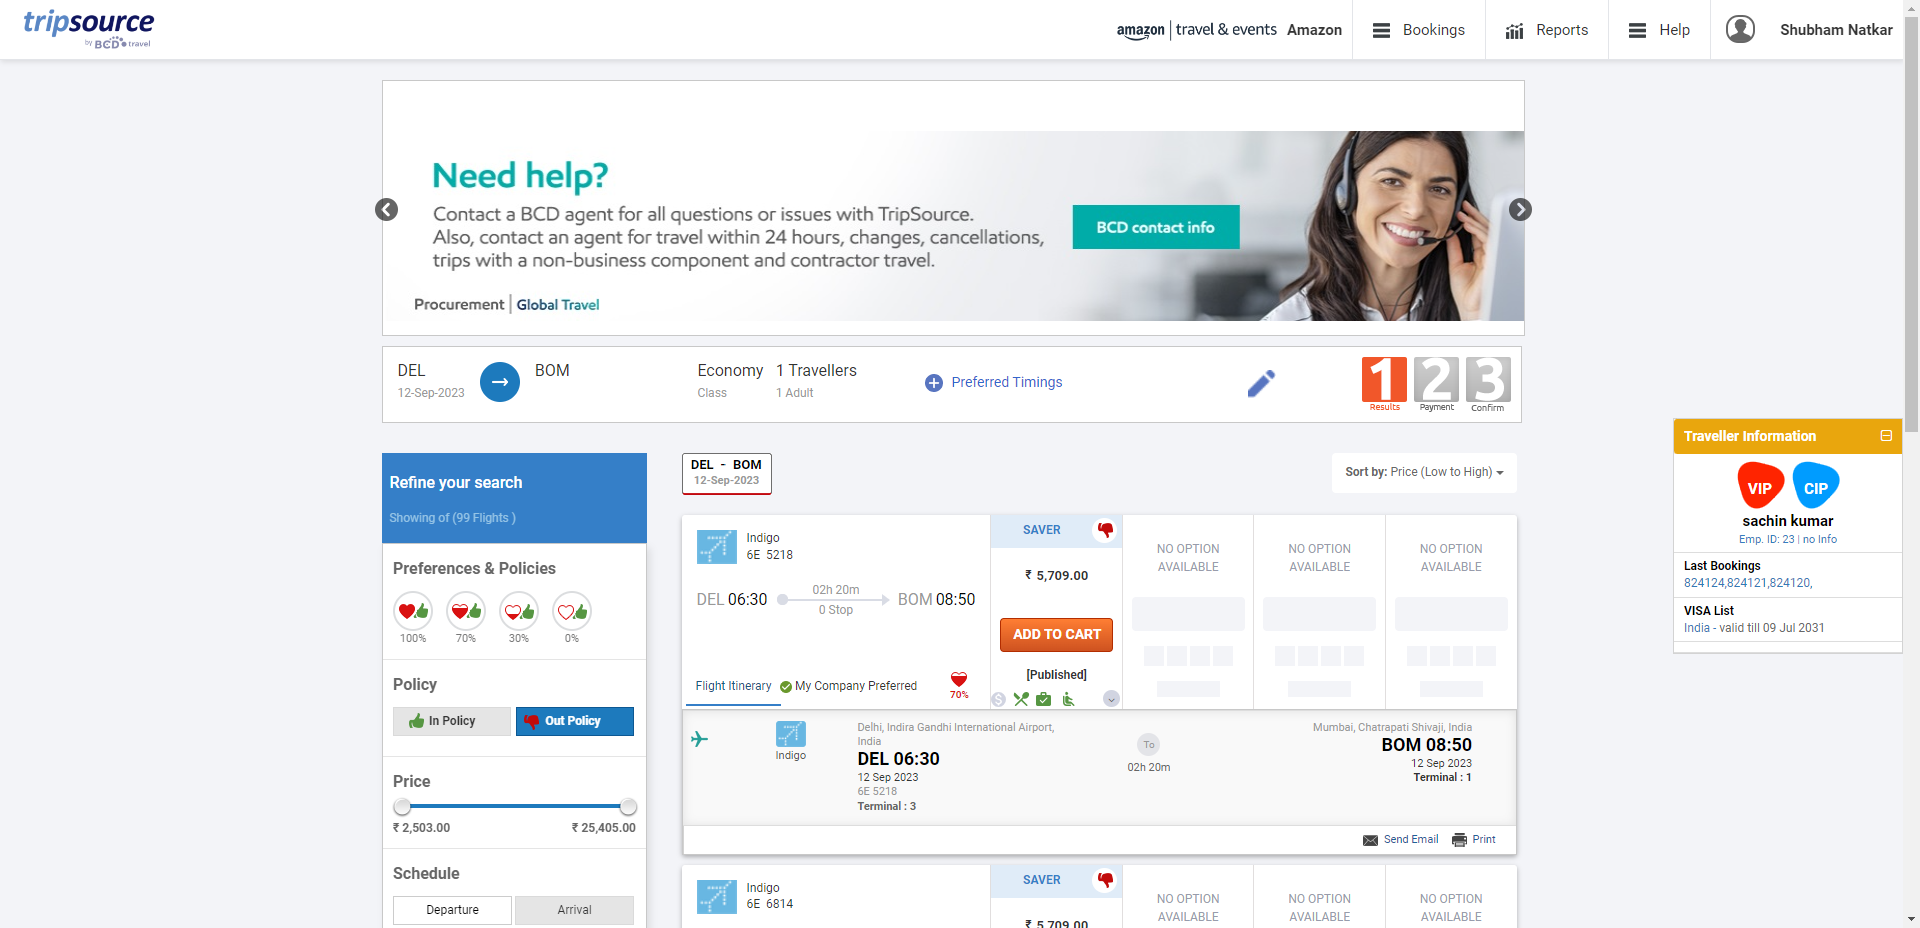 tripsource
by BCD travel
amazon travel & events Amazon
Bookings
Reports
Help
Shubham Natkar
Need help?
Contact a BCD agent for all questions or issues with TripSource.
Also, contact an agent for travel within 24 hours, changes, cancellations,
trips with a non-business component and contractor travel.
BCD contact info
Procurement | Global Travel
DEL
12-Sep-2023
BOM
Economy
Class
1 Travellers
1 Adult
Preferred Timings
1 Results
2 Payment
3 Confirm
Traveller Information
VIP CIP
sachin kumar
Emp. ID: 23 | no Info
Last Bookings
824124,824121,824120,
VISA List
India - valid till 09 Jul 2031
Refine your search
Showing of (99 Flights )
Preferences & Policies
100% 70% 30% 0%
Policy
In Policy Out Policy
Price
₹ 2,503.00 ₹ 25,405.00
Schedule
Departure Arrival
DEL - BOM
12-Sep-2023
Sort by: Price (Low to High)
Indigo
6E 5218
DEL 06:30
02h 20m
0 Stop
BOM 08:50
Flight Itinerary
My Company Preferred
70%
SAVER
₹ 5,709.00
ADD TO CART
[Published]
NO OPTION
AVAILABLE
NO OPTION
AVAILABLE
NO OPTION
AVAILABLE
Indigo
Delhi, Indira Gandhi International Airport,
India
DEL 06:30
12 Sep 2023
6E 5218
Terminal : 3
To
02h 20m
Mumbai, Chatrapati Shivaji, India
BOM 08:50
12 Sep 2023
Terminal : 1
Send Email
Print
Indigo
6E 6814
SAVER
₹ 5,709.00
NO OPTION
AVAILABLE
NO OPTION
AVAILABLE
NO OPTION
AVAILABLE